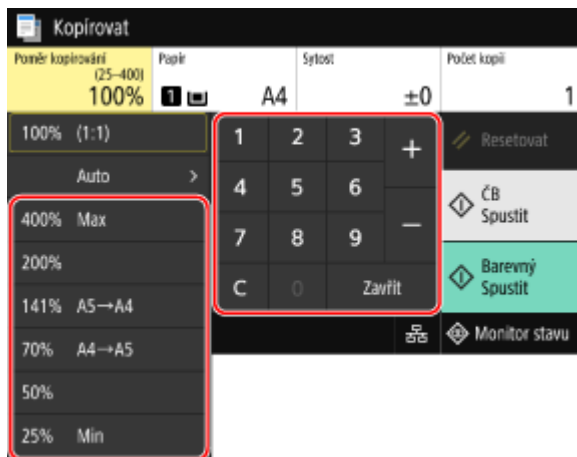 Kopírovat
Poměr kopírování
(25–400)
100%
Papír
1 A4
Sytost
±0
Počet kopií
1
100% (1:1)
Auto >
400% Max
200%
141% A5→A4
70% A4→A5
50%
25% Min
1 2 3 +
4 5 6
7 8 9 −
C 0 Zavřít
Resetovat
ČB
Spustit
Barevný
Spustit
Monitor stavu